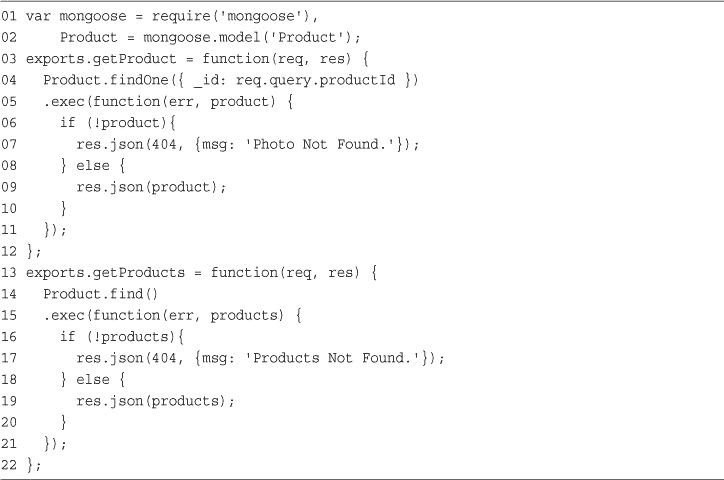 01 var mongoose = require('mongoose'),
02     Product = mongoose.model('Product');
03 exports.getProduct = function(req, res) {
04   Product.findOne({ _id: req.query.productId })
05   .exec(function(err, product) {
06     if (!product){
07       res.json(404, {msg: 'Photo Not Found.'});
08     } else {
09       res.json(product);
10     }
11   });
12 };
13 exports.getProducts = function(req, res) {
14   Product.find()
15   .exec(function(err, products) {
16     if (!products){
17       res.json(404, {msg: 'Products Not Found.'});
18     } else {
19       res.json(products);
20     }
21   });
22 };